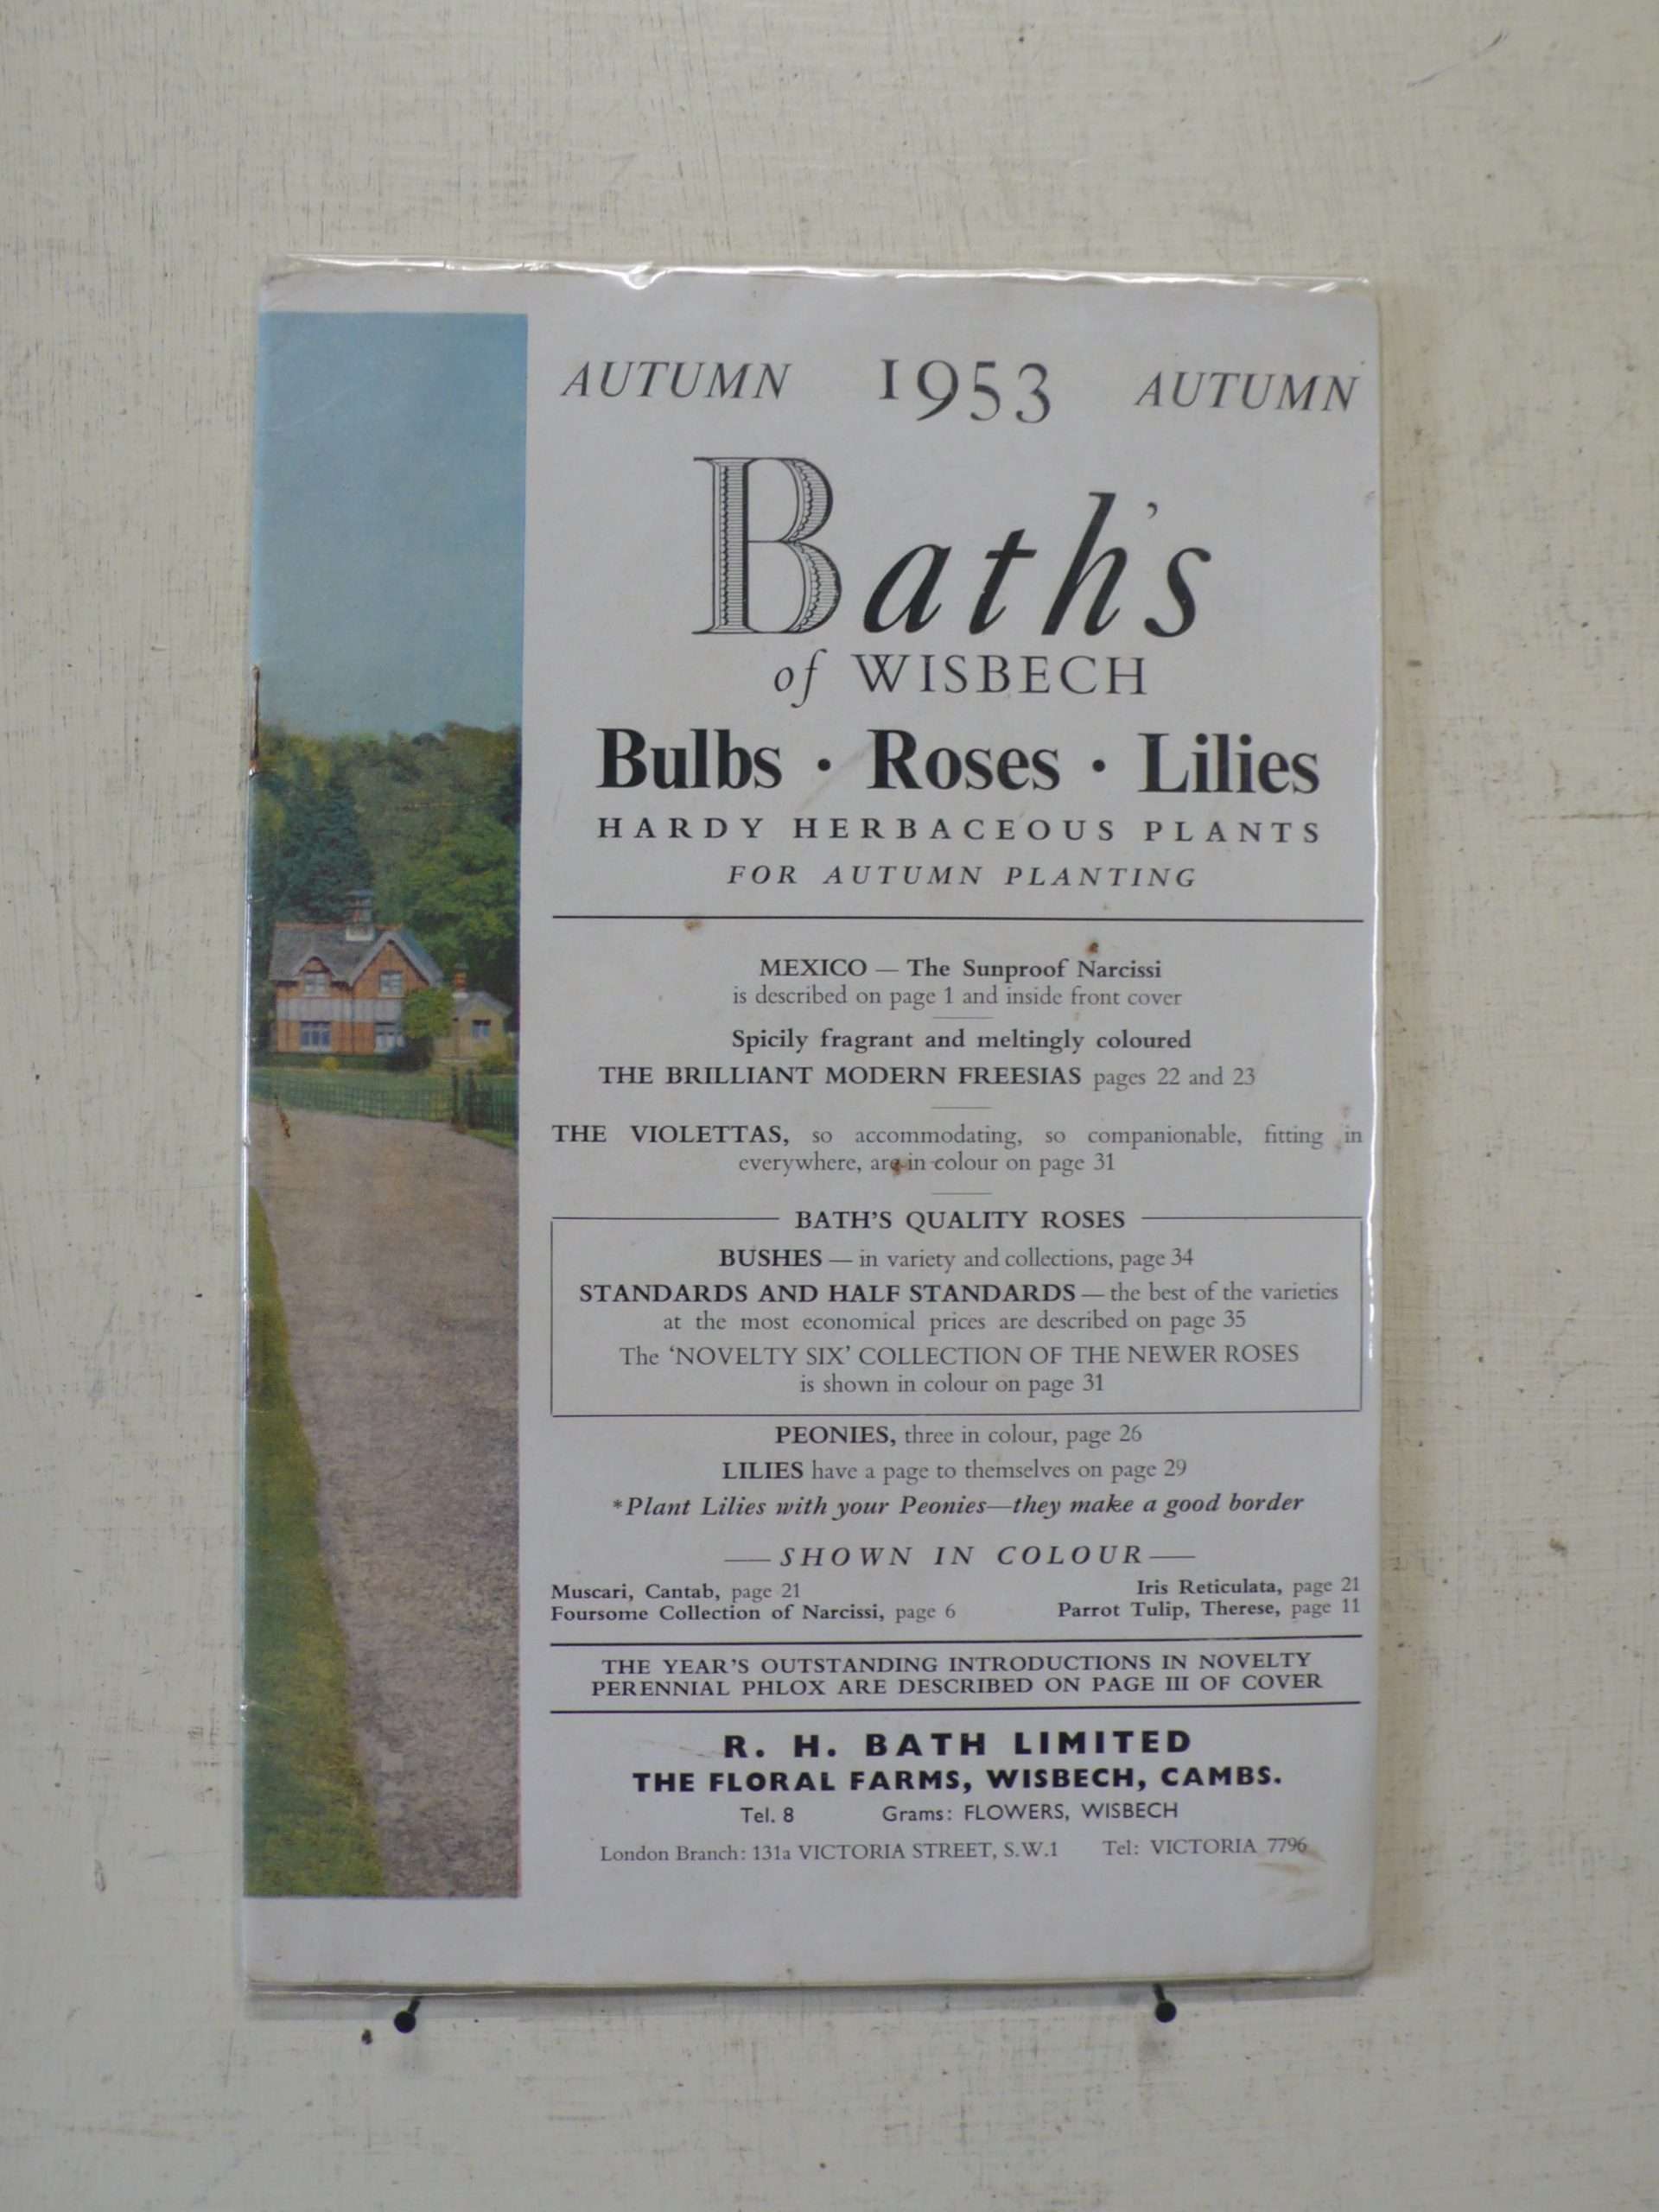 AUTUMN 1953 AUTUMN
Bath's
of WISBECH
Bulbs · Roses · Lilies
HARDY HERBACEOUS PLANTS
FOR AUTUMN PLANTING
MEXICO — The Sunproof Narcissi
is described on page 1 and inside front cover
Spicily fragrant and meltingly coloured
THE BRILLIANT MODERN FREESIAS pages 22 and 23
THE VIOLETTAS, so accommodating, so companionable, fitting in
everywhere, are in colour on page 31
BATH'S QUALITY ROSES
BUSHES — in variety and collections, page 34
STANDARDS AND HALF STANDARDS — the best of the varieties
at the most economical prices are described on page 35
The ‘NOVELTY SIX’ COLLECTION OF THE NEWER ROSES
is shown in colour on page 31
PEONIES, three in colour, page 26
LILIES have a page to themselves on page 29
*Plant Lilies with your Peonies—they make a good border
— SHOWN IN COLOUR —
Muscari, Cantab, page 21 Iris Reticulata, page 21
Foursome Collection of Narcissi, page 6 Parrot Tulip, Therese, page 11
THE YEAR'S OUTSTANDING INTRODUCTIONS IN NOVELTY
PERENNIAL PHLOX ARE DESCRIBED ON PAGE III OF COVER
R. H. BATH LIMITED
THE FLORAL FARMS, WISBECH, CAMBS.
Tel. 8 Grams: FLOWERS, WISBECH
London Branch: 131a VICTORIA STREET, S.W.1 Tel: VICTORIA 7796